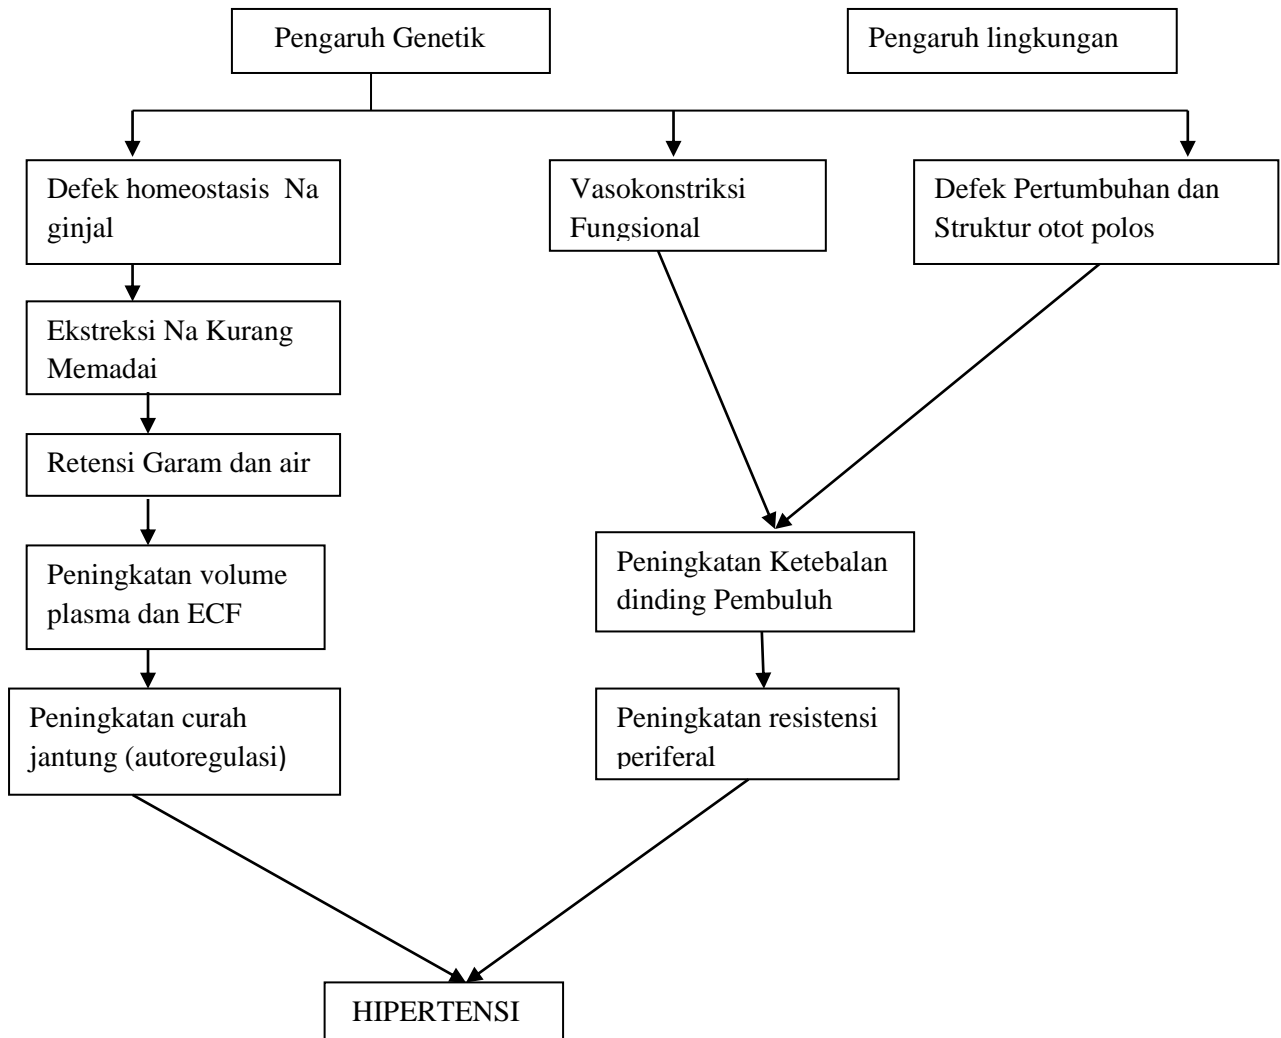 Pengaruh Genetik
Pengaruh lingkungan
Defek homeostasis Na
ginjal
Vasokonstriksi
Fungsional
Defek Pertumbuhan dan
Struktur otot polos
Ekstreksi Na Kurang
Memadai
Retensi Garam dan air
Peningkatan volume
plasma dan ECF
Peningkatan Ketebalan
dinding Pembuluh
Peningkatan curah
jantung (autoregulasi)
Peningkatan resistensi
periferal
HIPERTENSI